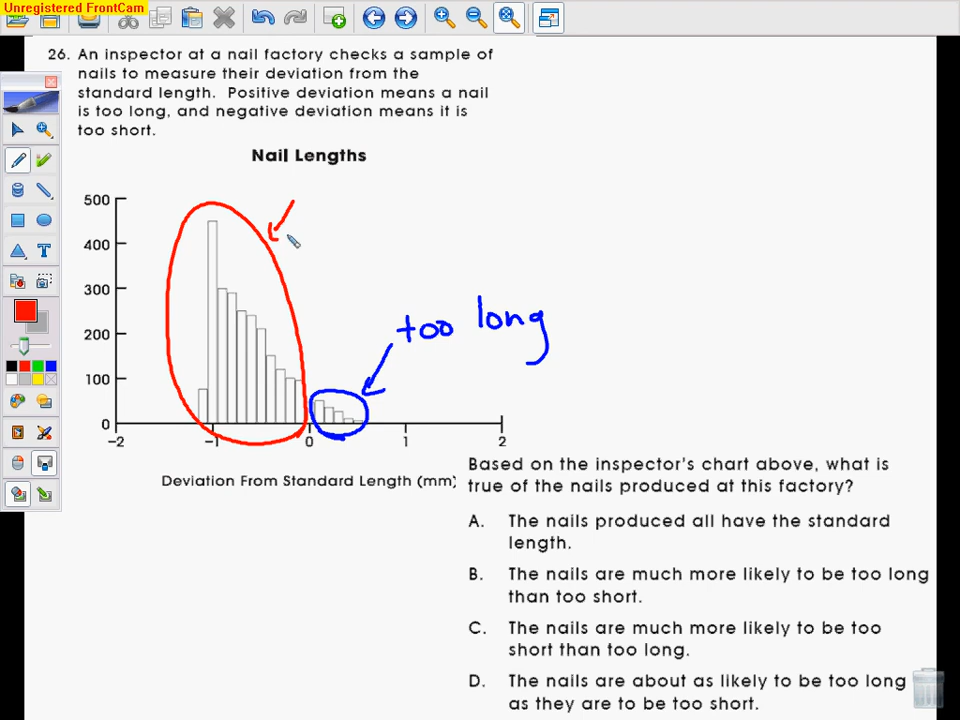 Unregistered FrontCam
26. An inspector at a nail factory checks a sample of
nails to measure their deviation from the
standard length. Positive deviation means a nail
is too long, and negative deviation means it is
too short.
Nail Lengths
500
400
300
200
100
0
-2
-1
0
1
2
Deviation From Standard Length (mm)
too long
Based on the inspector's chart above, what is
true of the nails produced at this factory?
A. The nails produced all have the standard
length.
B. The nails are much more likely to be too long
than too short.
C. The nails are much more likely to be too
short than too long.
D. The nails are about as likely to be too long
as they are to be too short.